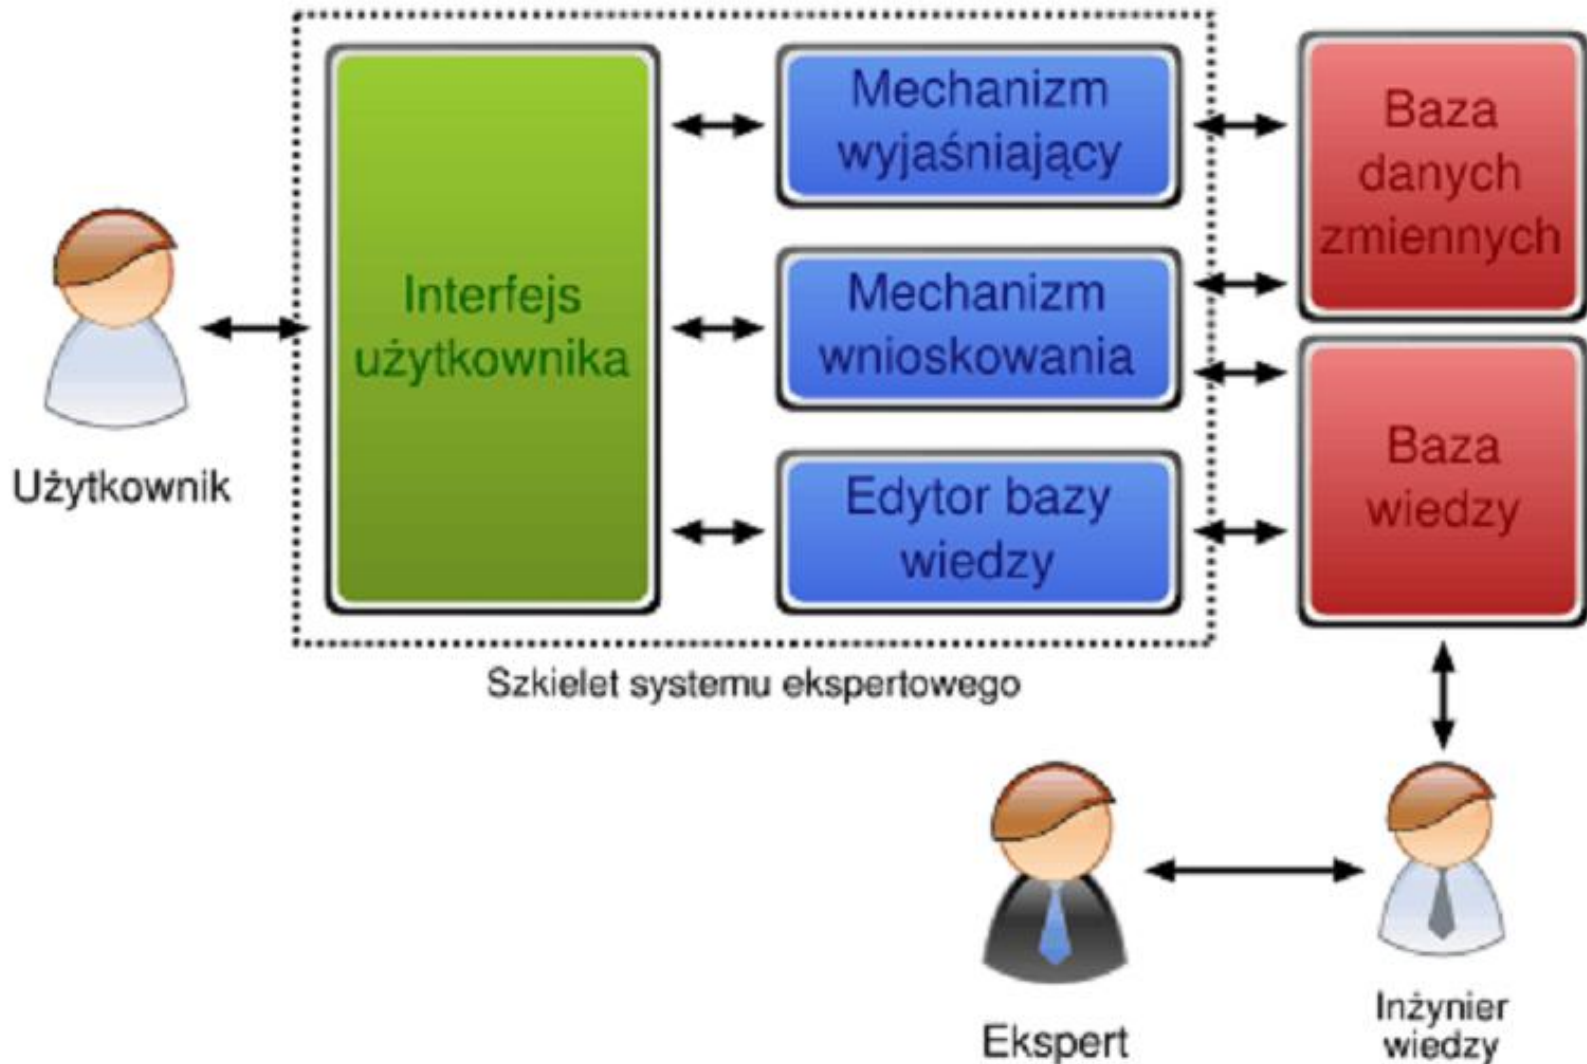 Mechanizm
wyjaśniający
Baza
danych
zmiennych
Interfejs
użytkownika
Mechanizm
wnioskowania
Użytkownik
Edytor bazy
wiedzy
Baza
wiedzy
Szkielet systemu ekspertowego
Ekspert
Inżynier
wiedzy